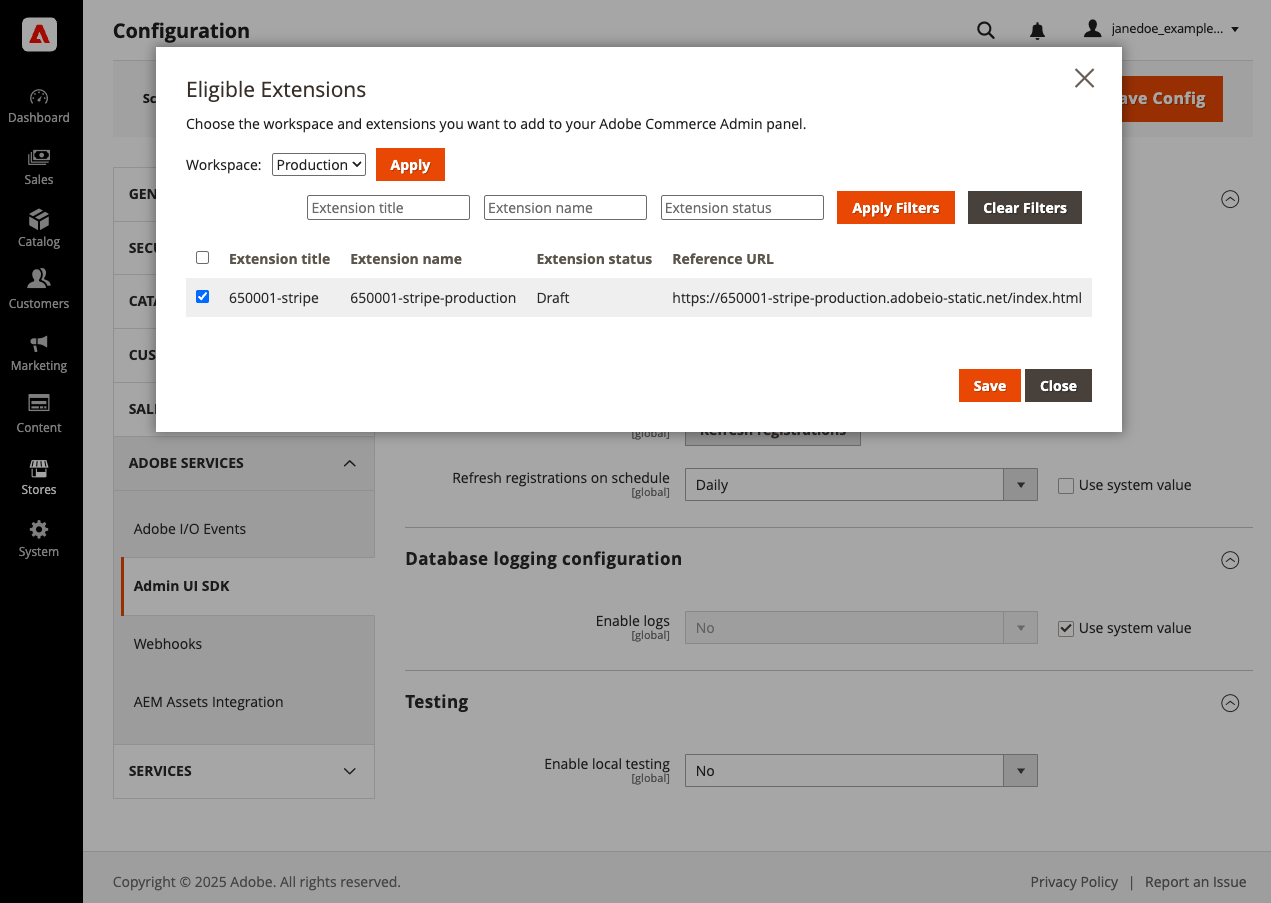 Configuration
janedoe_example...
Dashboard
Sales
Catalog
Customers
Marketing
Content
Stores
System
Sc
ave Config
Eligible Extensions
Choose the workspace and extensions you want to add to your Adobe Commerce Admin panel.
Workspace: Production Apply
Extension title Extension name Extension status Apply Filters Clear Filters
Extension title Extension name Extension status Reference URL
650001-stripe 650001-stripe-production Draft https://650001-stripe-production.adobeio-static.net/index.html
Save Close
GEN
SECU
CATA
CUS
SALE
ADOBE SERVICES
Adobe I/O Events
Admin UI SDK
Webhooks
AEM Assets Integration
SERVICES
[global] Refresh registrations
Refresh registrations on schedule
[global]
Daily
Use system value
Database logging configuration
Enable logs
[global]
No
Use system value
Testing
Enable local testing
[global]
No
Copyright © 2025 Adobe. All rights reserved.
Privacy Policy | Report an Issue